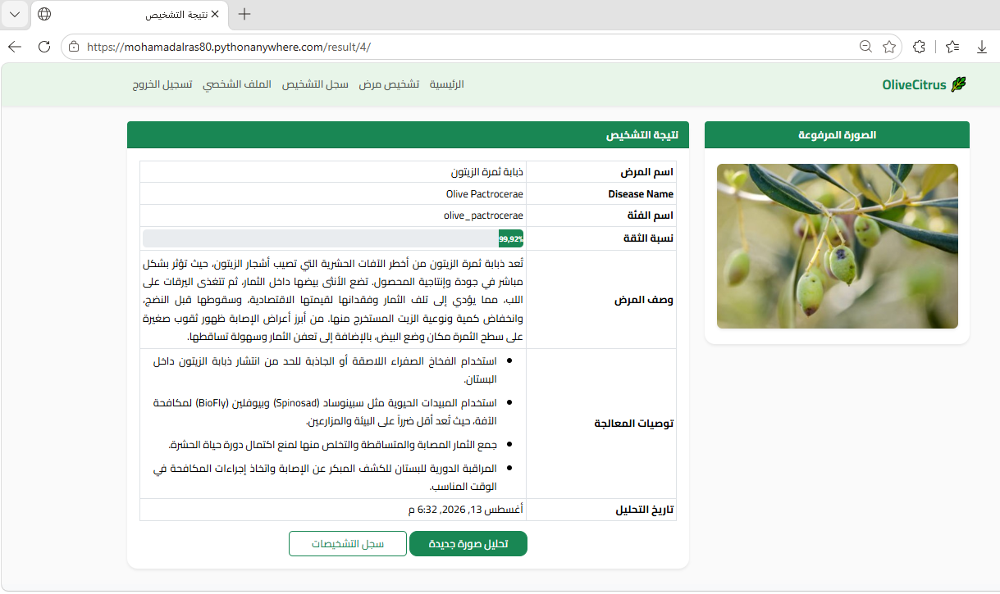 نتيجة التشخيص
https://mohamadalras80.pythonanywhere.com/result/4/
OliveCitrus
الرئيسية تشخيص مرض سجل التشخيص الملف الشخصي تسجيل الخروج
الصورة المرفوعة
نتيجة التشخيص
اسم المرض ذبابة ثمرة الزيتون
Disease Name Olive Pactrocerae
اسم الفئة olive_pactrocerae
نسبة الثقة 99,92%
وصف المرض
تُعد ذبابة ثمرة الزيتون من أخطر الآفات الحشرية التي تصيب أشجار الزيتون، حيث تؤثر بشكل
مباشر في جودة وإنتاجية المحصول. تضع الأنثى بيضها داخل الثمار، ثم تتغذى اليرقات على
اللب، مما يؤدي إلى تلف الثمار وفقدانها لقيمتها الاقتصادية، وسقوطها قبل النضج،
وانخفاض كمية ونوعية الزيت المستخرج منها. من أبرز أعراض الإصابة ظهور ثقوب صغيرة
على سطح الثمرة مكان وضع البيض، بالإضافة إلى تعفن الثمار وسهولة تساقطها.
توصيات المعالجة
• استخدام الفخاخ الصفراء اللاصقة أو الجاذبة للحد من انتشار ذبابة الزيتون داخل
البستان.
• استخدام المبيدات الحيوية مثل سبينوساد (Spinosad) وبيوفلين (BioFly) لمكافحة
الآفة، حيث تُعد أقل ضرراً على البيئة والمزارعين.
• جمع الثمار المصابة والمتساقطة والتخلص منها لمنع اكتمال دورة حياة الحشرة.
• المراقبة الدورية للبستان للكشف المبكر عن الإصابة واتخاذ إجراءات المكافحة في
الوقت المناسب.
تاريخ التحليل أغسطس 13, 2026, 6:32 م
تحليل صورة جديدة سجل التشخيصات